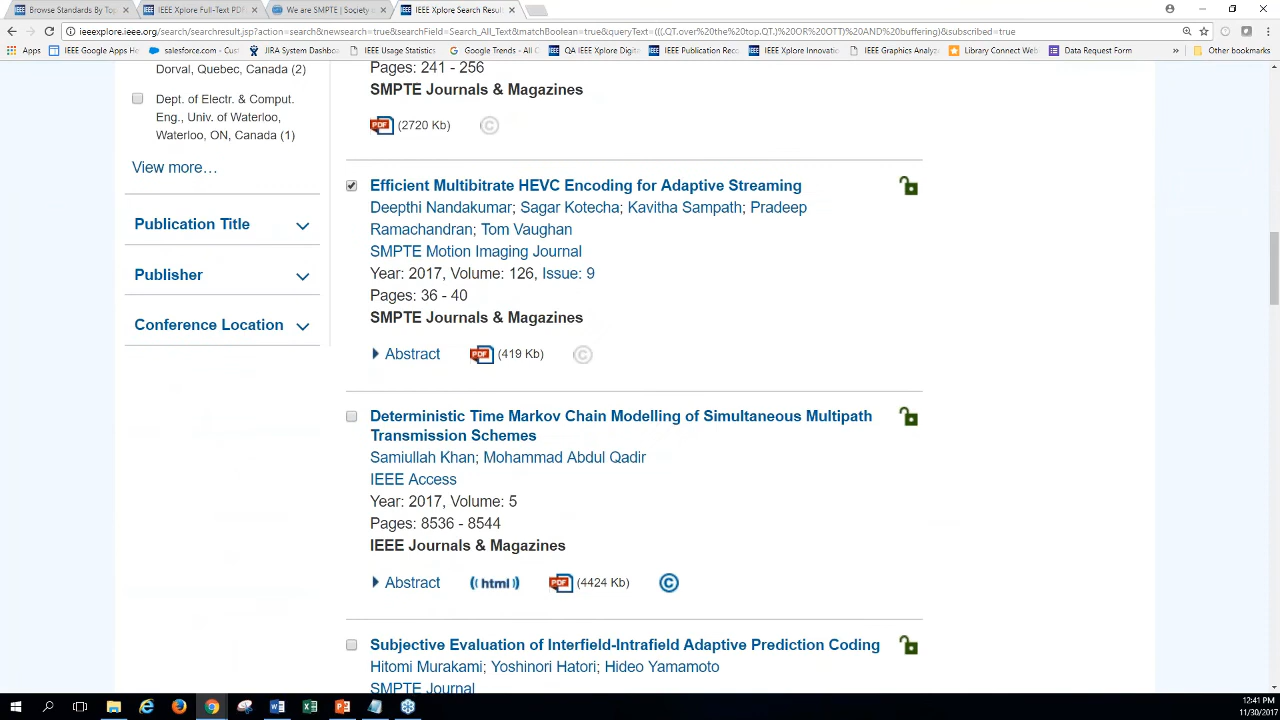 Browse Standards By Top
IEEE Xplore Full-Text PDF:
We are SMPTE | Society o
IEEE Xplore Search Resul
ieeexplore.ieee.org/search/searchresult.jsp?action=search&newsearch=true&searchField=Search_All_Text&matchBoolean=true&queryText=(((.QT.over%20the%20top.QT.)%20OR%20OTT)%20AND%20buffering)&subscribed=true
Apps IEEE Google Apps H salesforce.com - Cust JIRA System Dashboa IEEE Usage Statistics Google Trends - All C QA IEEE Xplore Digit IEEE Publication Reco IEEE Xplore Innovatio IEEE Graphics Analyz Library Connect Web Data Request Form » Other bookmarks
Dorval, Quebec, Canada (2)
Dept. of Electr. & Comput.
Eng., Univ. of Waterloo,
Waterloo, ON, Canada (1)
View more…
Publication Title
Publisher
Conference Location
Pages: 241 - 256
SMPTE Journals & Magazines
PDF (2720 Kb) C
Efficient Multibitrate HEVC Encoding for Adaptive Streaming
Deepthi Nandakumar; Sagar Kotecha; Kavitha Sampath; Pradeep
Ramachandran; Tom Vaughan
SMPTE Motion Imaging Journal
Year: 2017, Volume: 126, Issue: 9
Pages: 36 - 40
SMPTE Journals & Magazines
Abstract PDF (419 Kb) C
Deterministic Time Markov Chain Modelling of Simultaneous Multipath
Transmission Schemes
Samiullah Khan; Mohammad Abdul Qadir
IEEE Access
Year: 2017, Volume: 5
Pages: 8536 - 8544
IEEE Journals & Magazines
Abstract ((html)) PDF (4424 Kb) ©
Subjective Evaluation of Interfield-Intrafield Adaptive Prediction Coding
Hitomi Murakami; Yoshinori Hatori; Hideo Yamamoto
SMPTE Journal
12:41 PM
11/30/2017